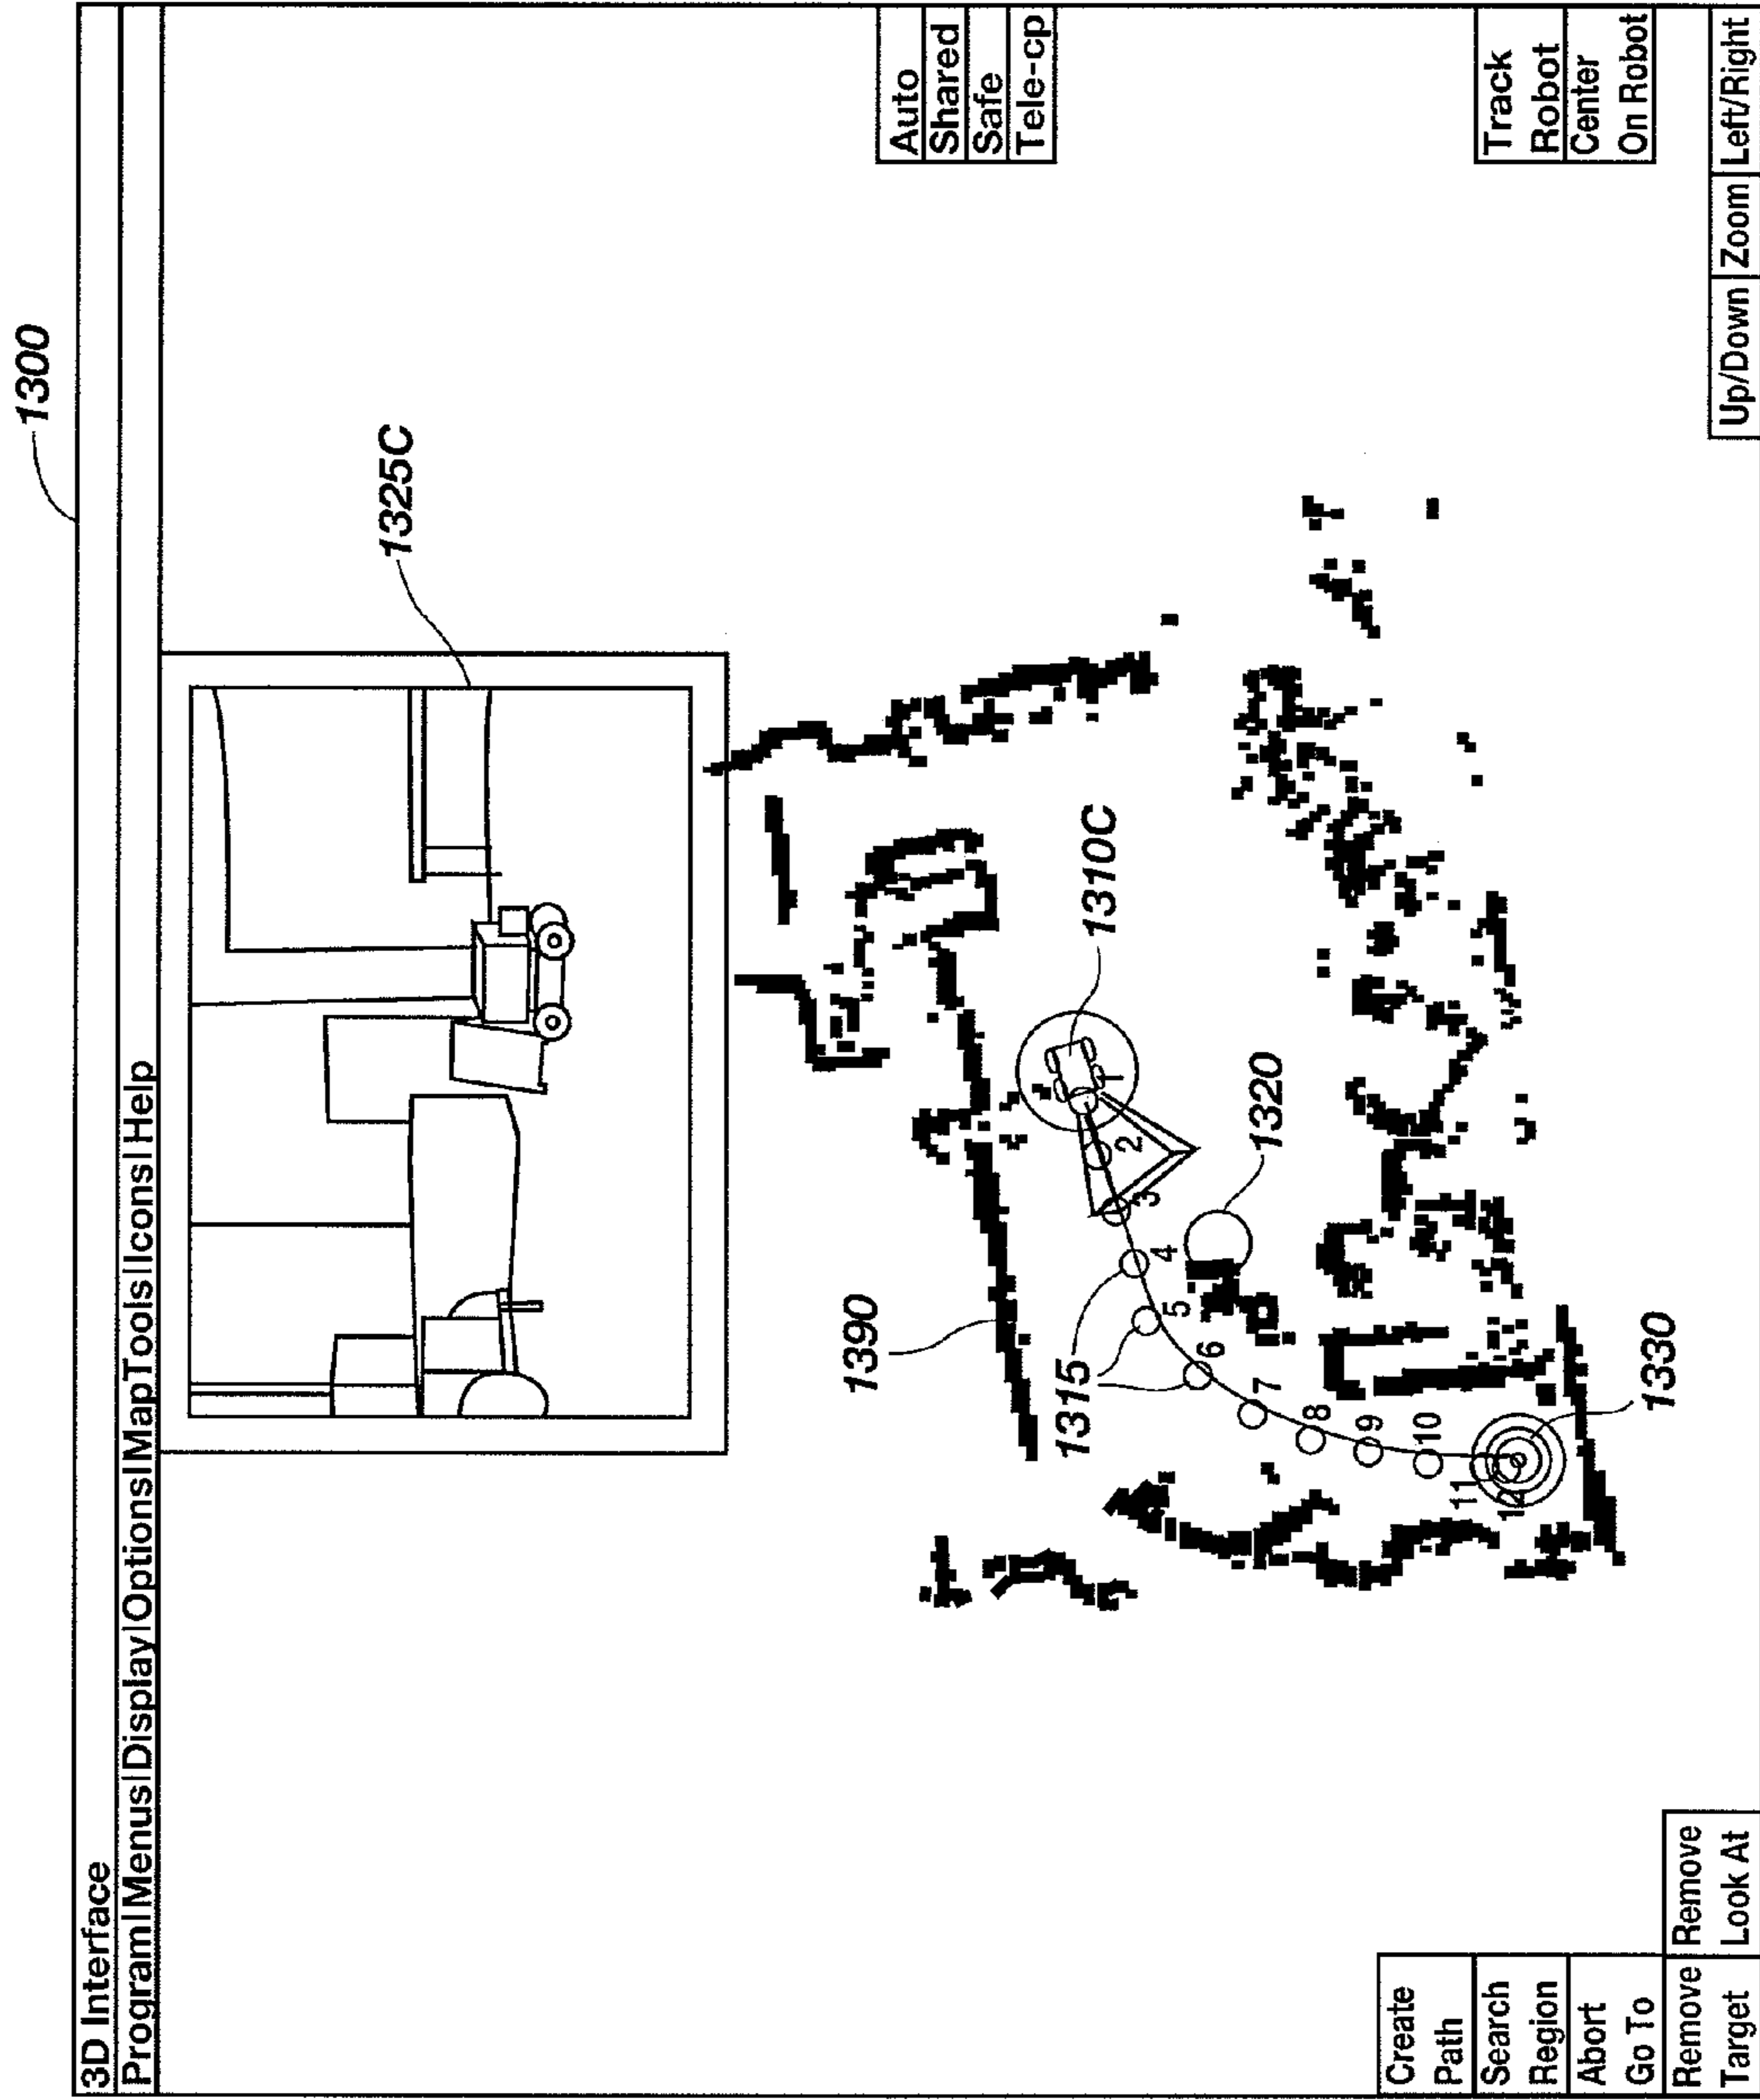 1300
3D Interface
Program|Menus|Display|Options|MapTools|Icons|Help
1325C
1390
1310C
1315
1320
1330
1
2
3
4
5
6
7
8
9
10
11
12
Auto
Shared
Safe
Tele-cp
Track
Robot
Center
On Robot
Create
Path
Search
Region
Abort
Go To
Remove Remove
Target Look At
Up/Down Zoom Left/Right